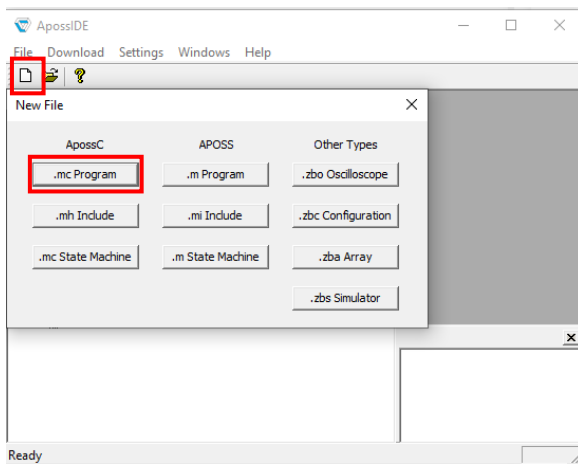 ApossIDE
File Download Settings Windows Help
New File
AposSC APOSS Other Types
.mc Program .m Program .zbo Oscilloscope
.mh Include .mi Include .zbc Configuration
.mc State Machine .m State Machine .zba Array
.zbs Simulator
Ready